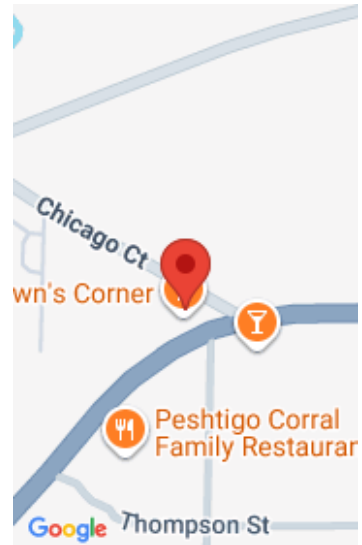 Chicago Ct
wn's Corner
Peshtigo Corral
Family Restauran
Google
Thompson St